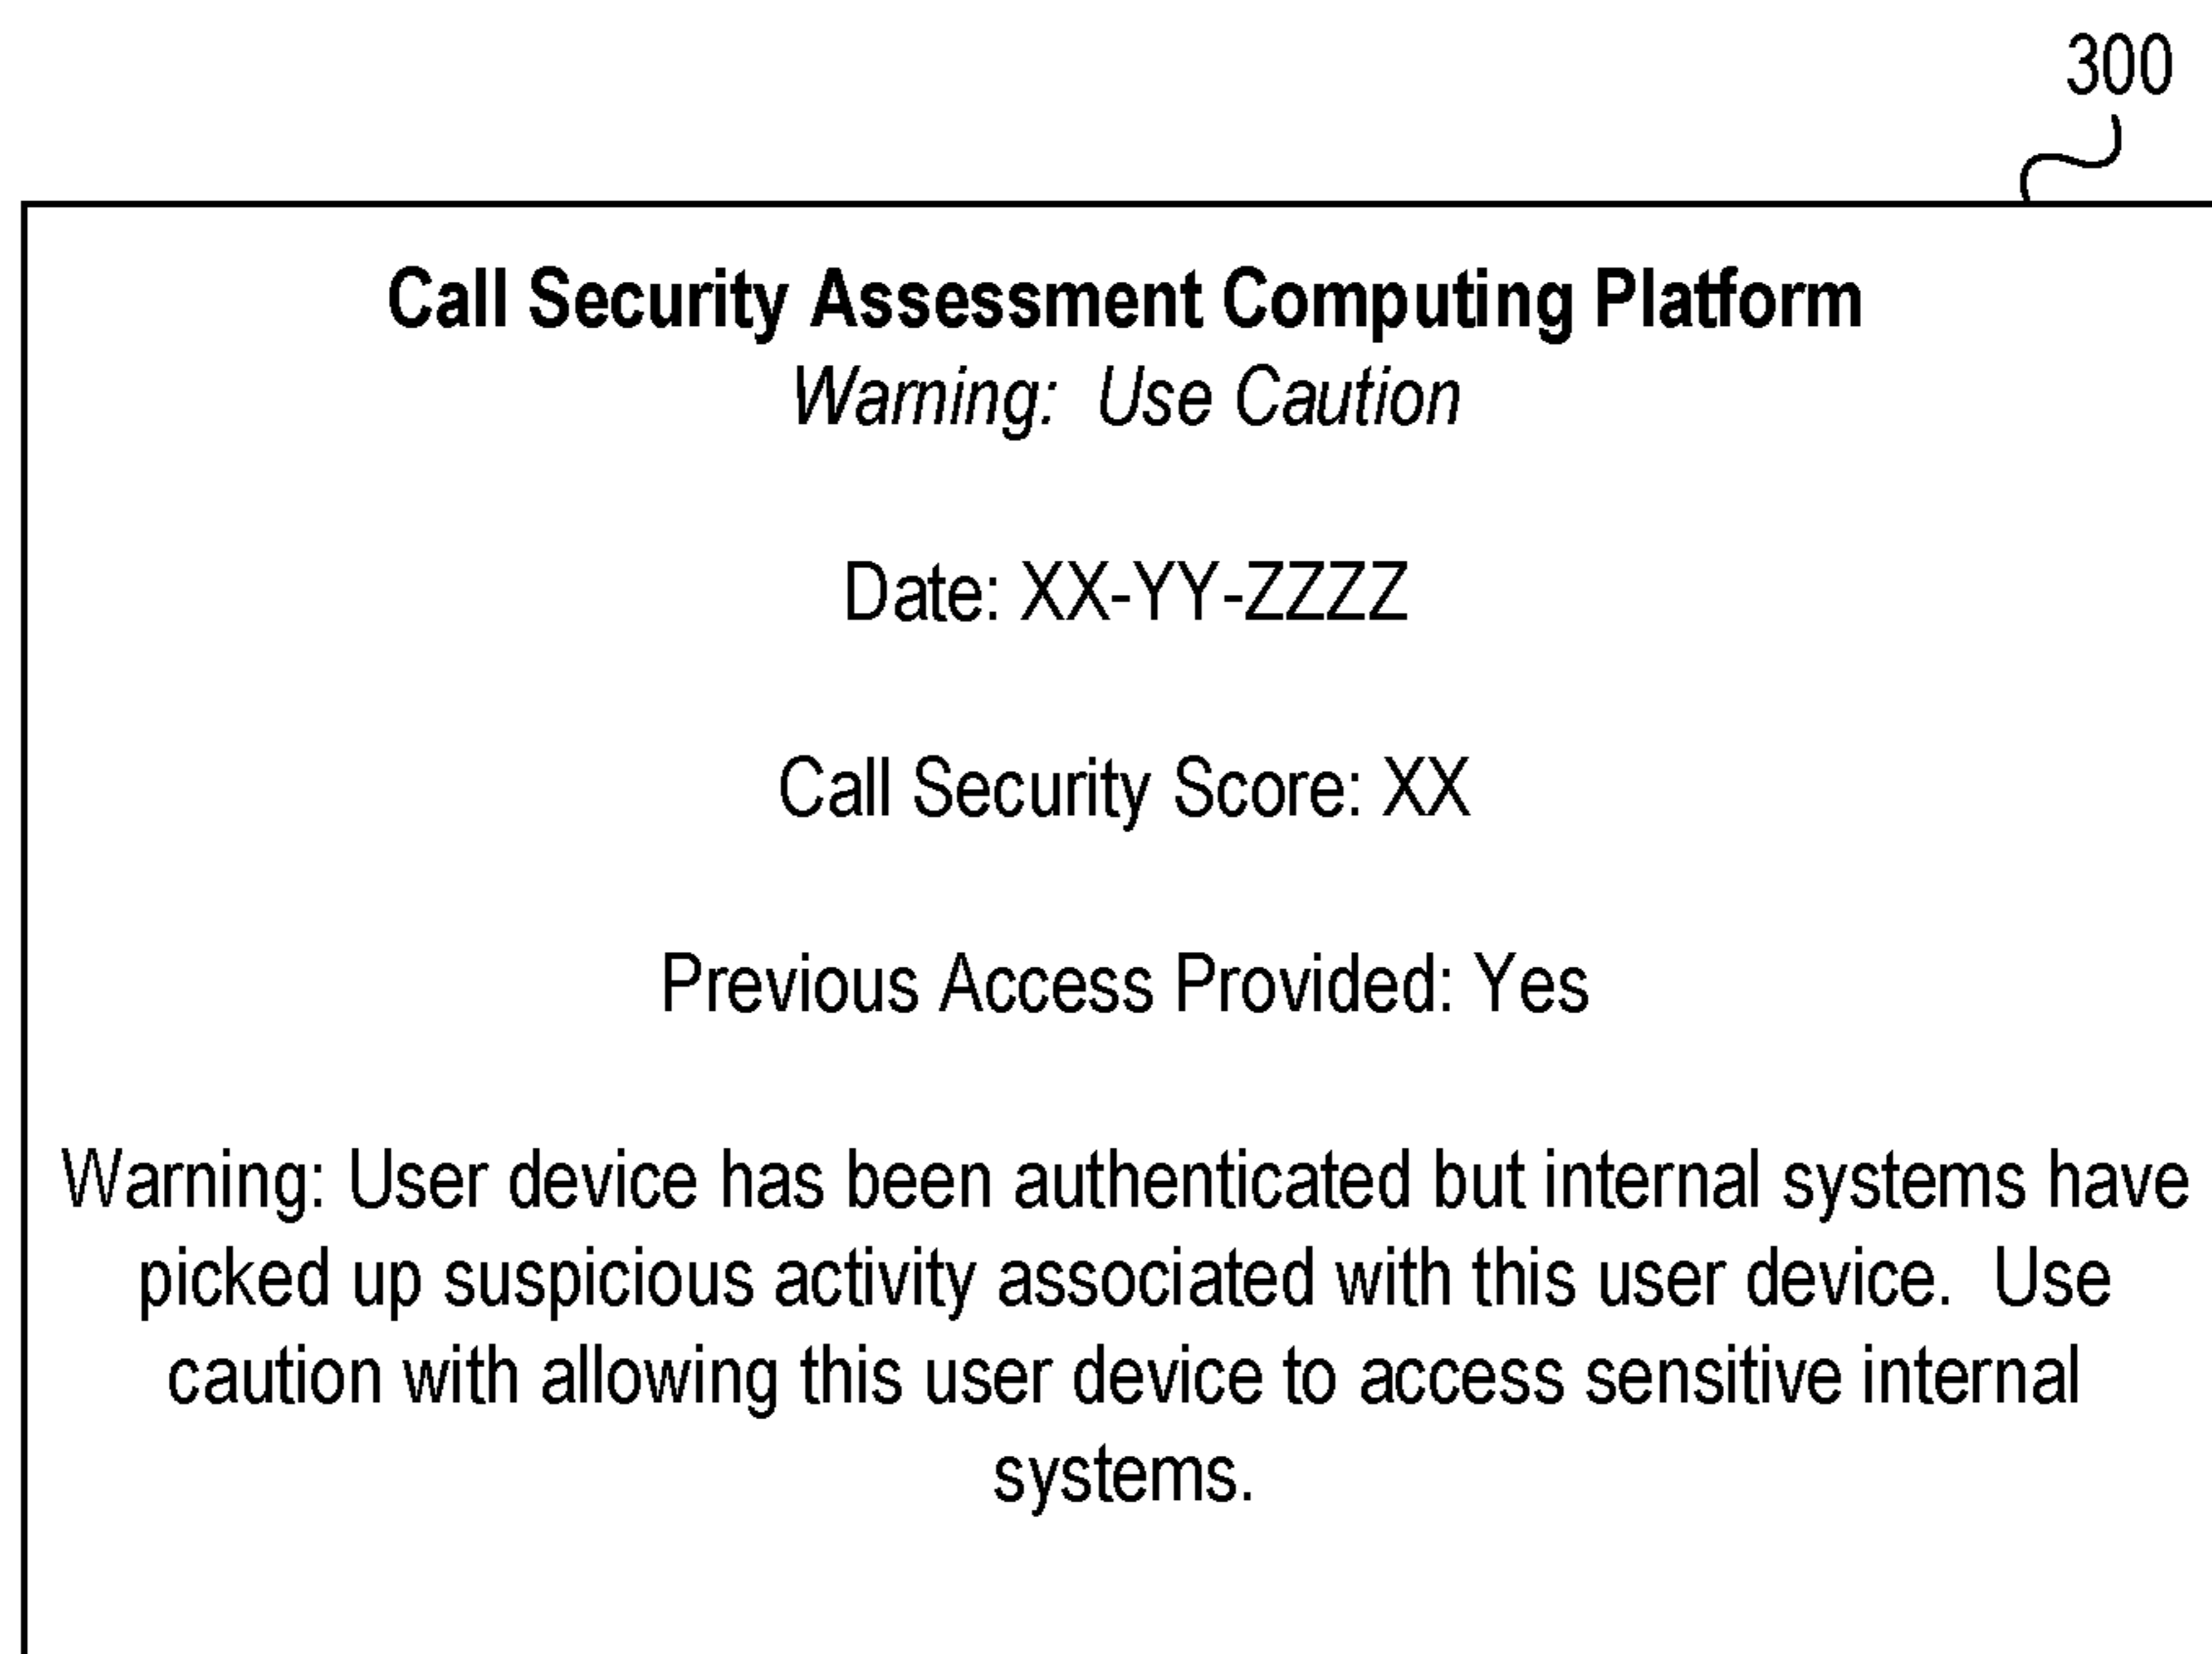 300
Call Security Assessment Computing Platform
Warning:  Use Caution
Date: XX-YY-ZZZZ
Call Security Score: XX
Previous Access Provided: Yes
Warning: User device has been authenticated but internal systems have
picked up suspicious activity associated with this user device.  Use
caution with allowing this user device to access sensitive internal
systems.